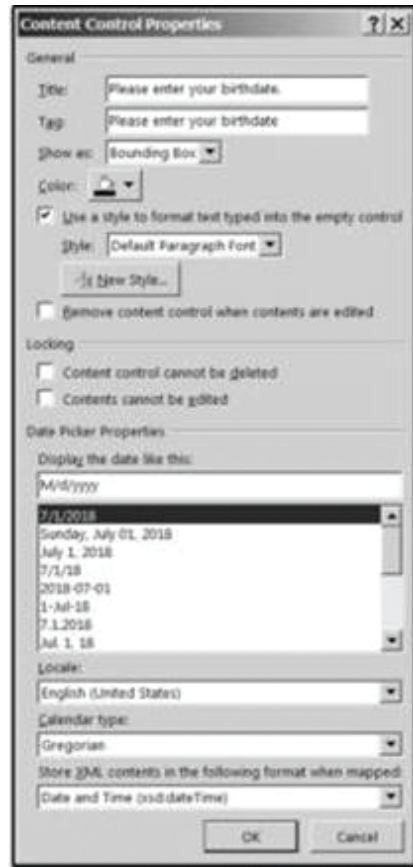 Content Control Properties ? X
General
Title: Please enter your birthdate.
Tag: Please enter your birthdate
Show as: Bounding Box
Color:
Use a style to format text typed into the empty control
Style: Default Paragraph Font
New Style...
Remove content control when contents are edited
Locking
Content control cannot be deleted
Contents cannot be edited
Date Picker Properties
Display the date like this:
M/d/yyyy
7/1/2018
Sunday, July 01, 2018
July 1, 2018
7/1/18
2018-07-01
1-Jul-18
7.1.2018
Jul. 1, 18
Locale:
English (United States)
Calendar type:
Gregorian
Store XML contents in the following format when mapped:
Date and Time (xsd:dateTime)
OK Cancel